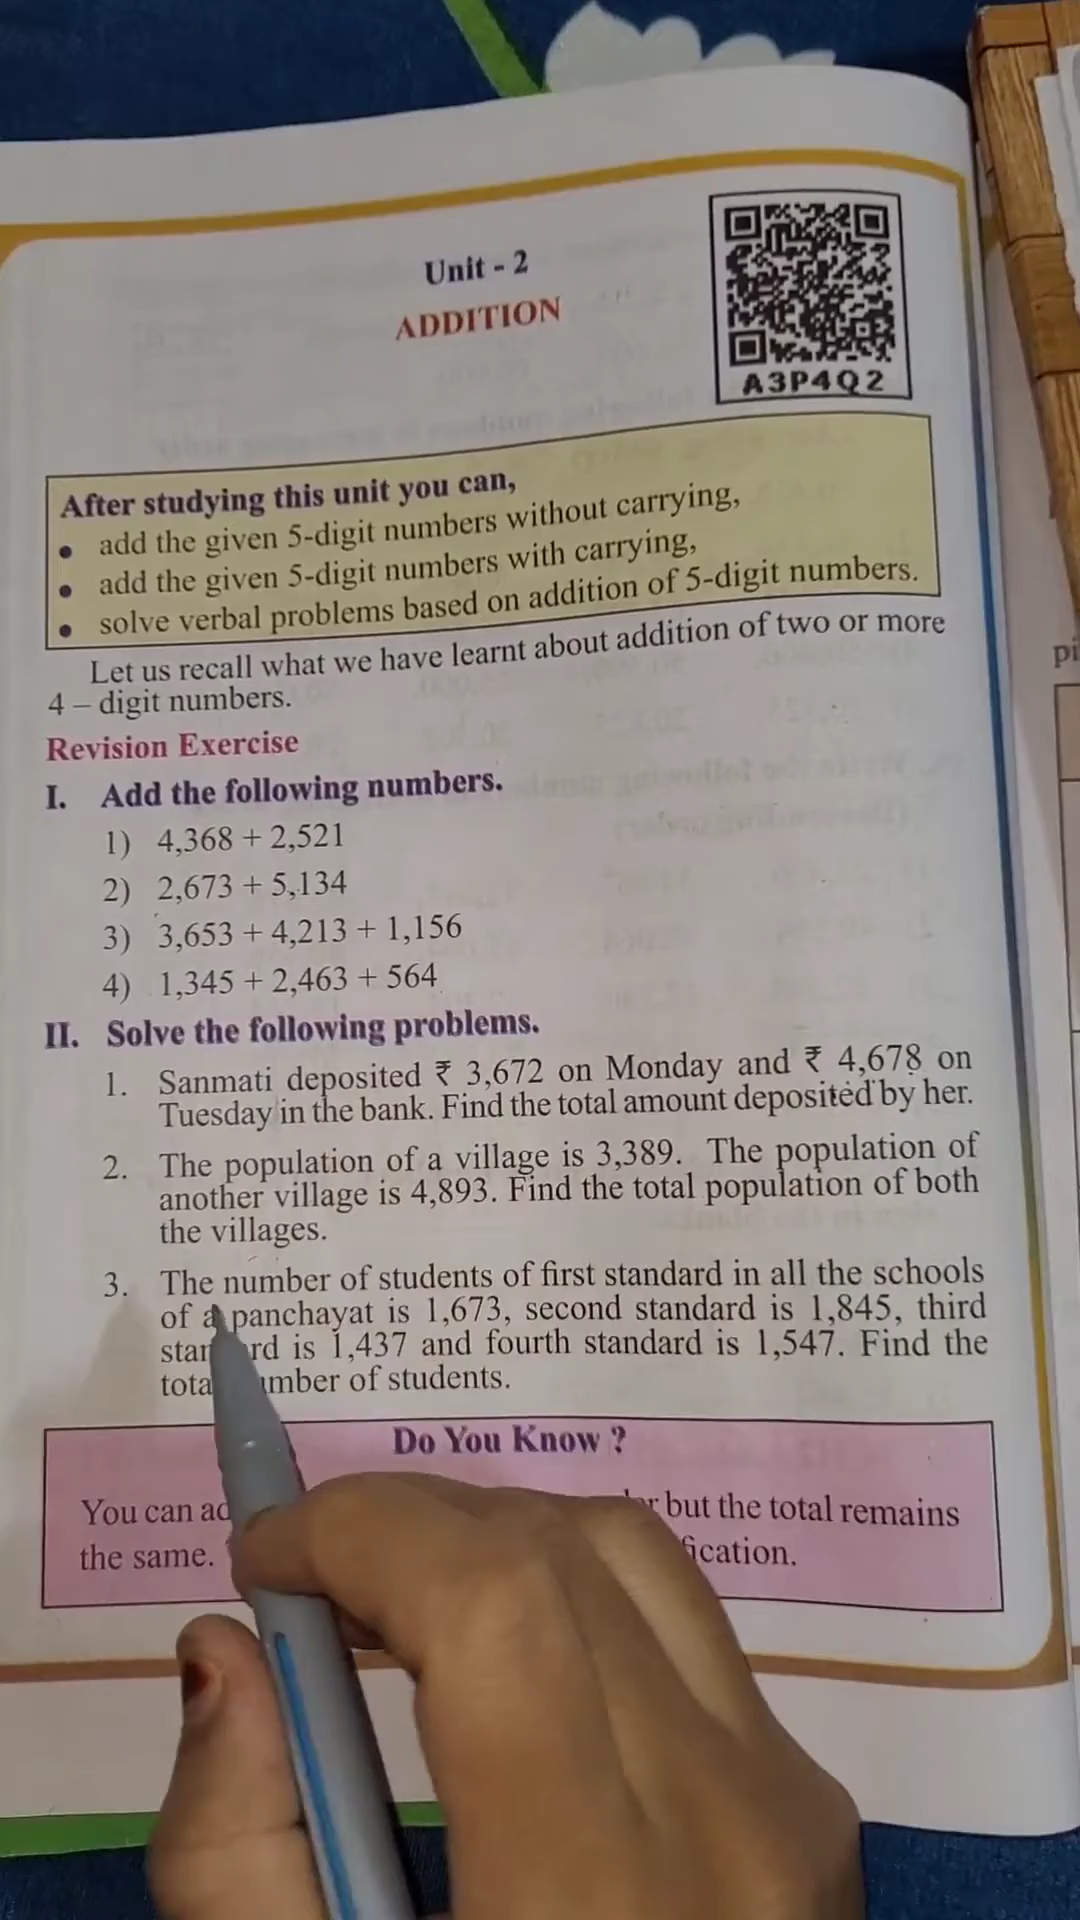 Unit - 2
ADDITION
A3P4Q2
After studying this unit you can,
• add the given 5-digit numbers without carrying,
• add the given 5-digit numbers with carrying,
• solve verbal problems based on addition of 5-digit numbers.
Let us recall what we have learnt about addition of two or more
4 – digit numbers.
Revision Exercise
I. Add the following numbers.
1) 4,368 + 2,521
2) 2,673 + 5,134
3) 3,653 + 4,213 + 1,156
4) 1,345 + 2,463 + 564
II. Solve the following problems.
1. Sanmati deposited ₹ 3,672 on Monday and ₹ 4,678 on
Tuesday in the bank. Find the total amount deposited by her.
2. The population of a village is 3,389. The population of
another village is 4,893. Find the total population of both
the villages.
3. The number of students of first standard in all the schools
of a panchayat is 1,673, second standard is 1,845, third
is 1,437 and fourth standard is 1,547. Find the
of students.
Do You Know ?
You can but the total remains
the same.
pi